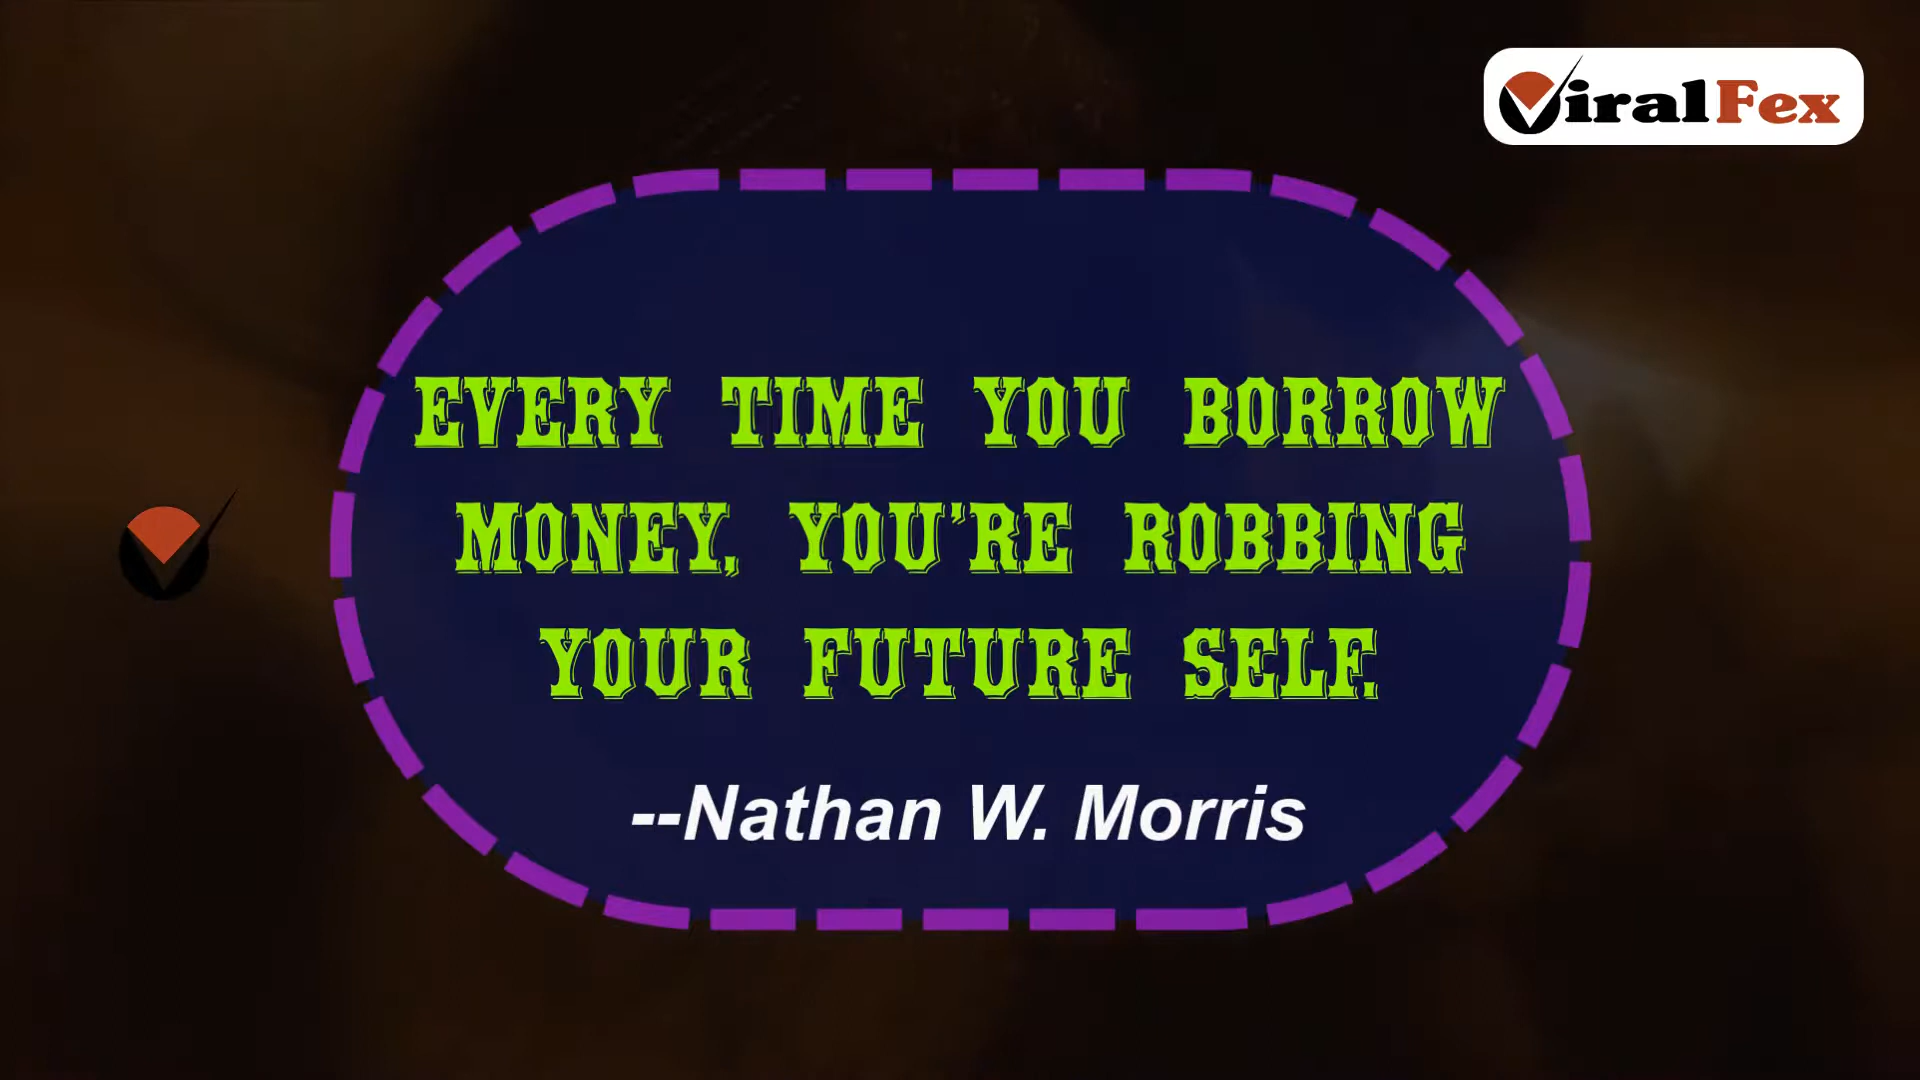 ViralFex
EVERY TIME YOU BORROW
MONEY, YOU'RE ROBBING
YOUR FUTURE SELF.
--Nathan W. Morris